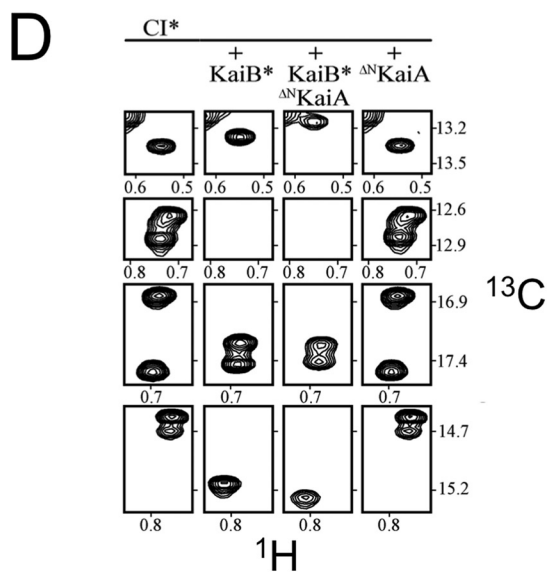 D
CI*
+ + +
KaiB* KaiB* ΔNKaiA
ΔNKaiA
13.2
13.5
0.6 0.5 0.6 0.5 0.6 0.5 0.6 0.5
12.6
12.9
0.8 0.7 0.8 0.7 0.8 0.7 0.8 0.7
13C
16.9
17.4
0.7 0.7 0.7 0.7
14.7
15.2
0.8 0.8 0.8 0.8
1H